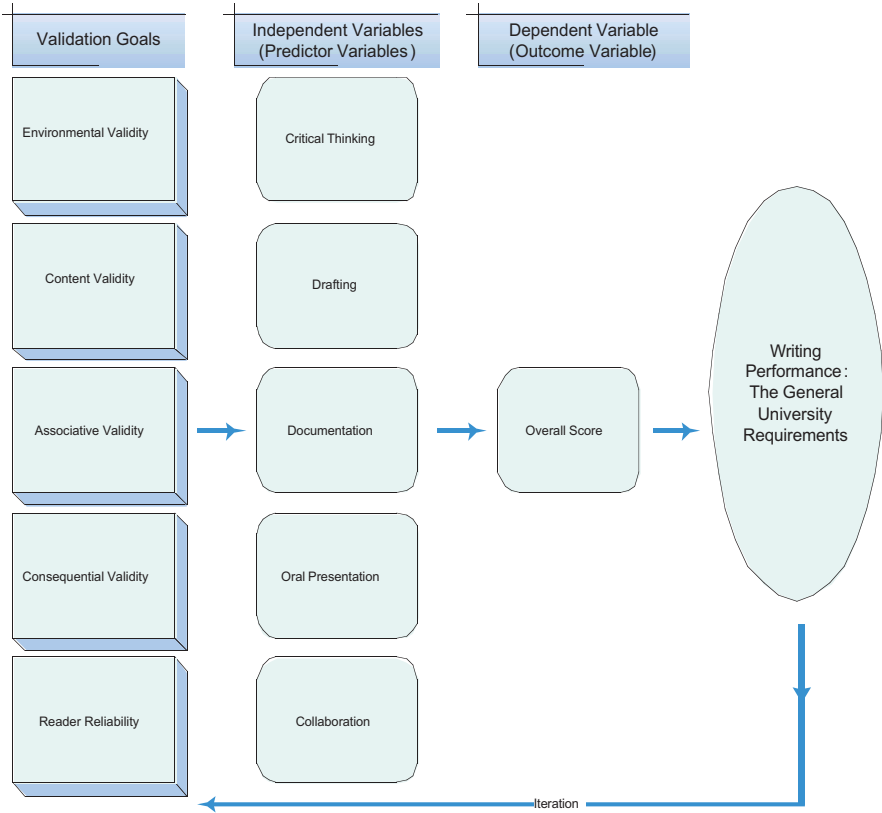 Validation Goals
Independent Variables
(Predictor Variables)
Dependent Variable
(Outcome Variable)
Environmental Validity
Critical Thinking
Content Validity
Drafting
Associative Validity
Documentation
Overall Score
Writing
Performance:
The General
University
Requirements
Consequential Validity
Oral Presentation
Reader Reliability
Collaboration
Iteration